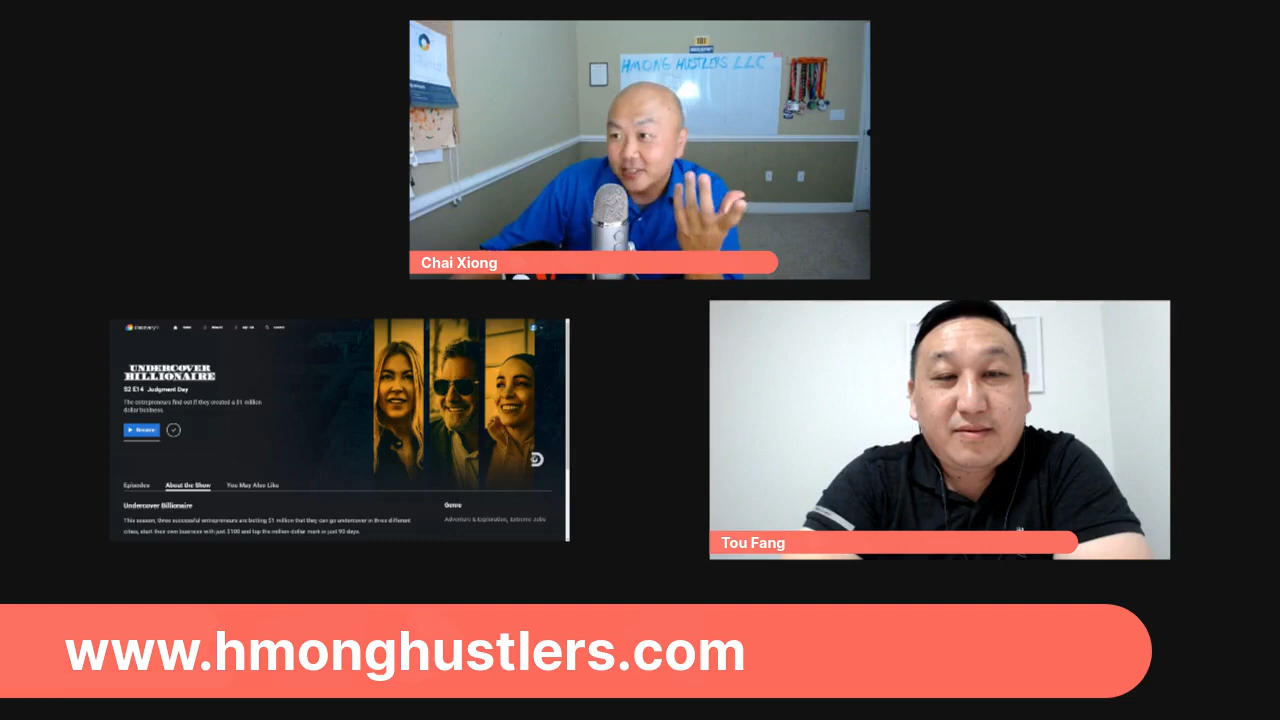 HMONG HUSTLERS LLC
Chai Xiong
discovery+
UNDERCOVER
BILLIONAIRE
S2 E14 Judgment Day
The entrepreneurs find out if they created a $1 million
dollar business.
Resume
Episodes About the Show You May Also Like
Undercover Billionaire Genre
This season, three successful entrepreneurs are betting $1 million that they can go undercover in three different Adventure & Exploration, Extreme Jobs
cities, start their own business with just $100 and top the million-dollar mark in just 90 days.
Tou Fang
www.hmonghustlers.com